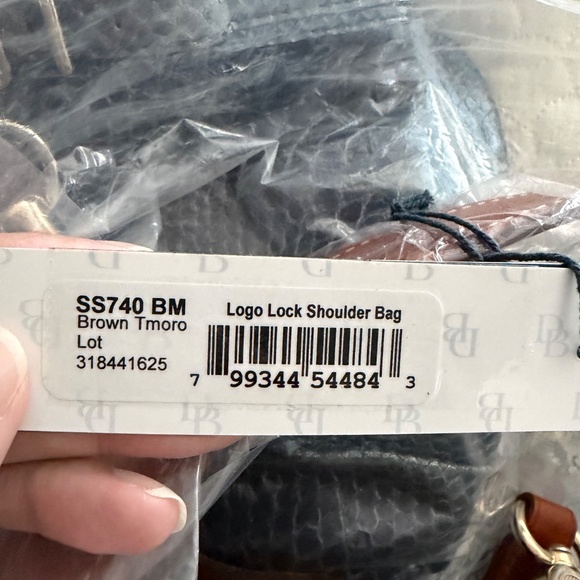 SS740 BM
Brown Tmoro
Lot
318441625
Logo Lock Shoulder Bag
7 99344 54484 3